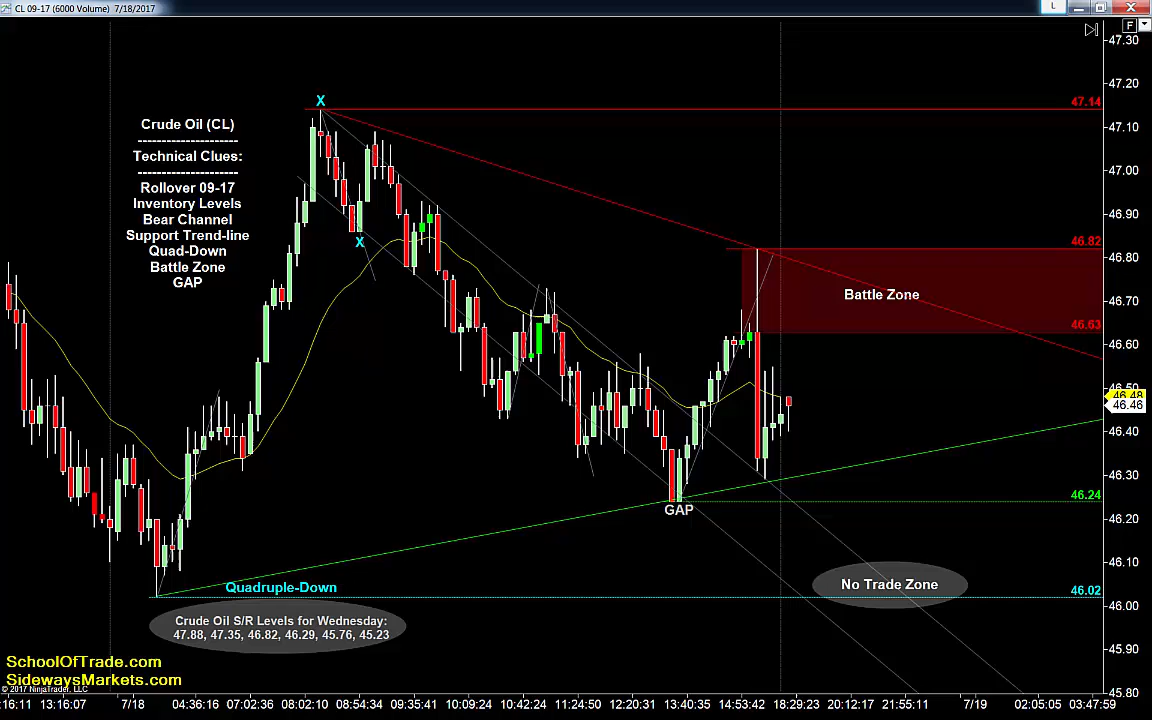 CL 09-17 (6000 Volume) 7/18/2017
L
F
47.30
47.20
47.14
47.10
47.00
46.90
46.82
46.80
46.70
46.63
46.60
46.50
46.48
46.46
46.40
46.30
46.24
46.20
46.10
46.02
46.00
45.90
45.80
X
X
Crude Oil (CL)
---------------------
Technical Clues:
---------------------
Rollover 09-17
Inventory Levels
Bear Channel
Support Trend-line
Quad-Down
Battle Zone
GAP
Battle Zone
GAP
No Trade Zone
Quadruple-Down
Crude Oil S/R Levels for Wednesday:
47.88, 47.35, 46.82, 46.29, 45.76, 45.23
SchoolOfTrade.com
SidewaysMarkets.com
© 2017 NinjaTrader, LLC
:16:11 13:16:07 7/18 04:36:16 07:02:36 08:02:10 08:54:34 09:35:41 10:09:24 10:42:24 11:24:50 12:20:31 13:40:35 14:53:42 18:29:23 20:12:17 21:55:11 7/19 02:05:05 03:47:59